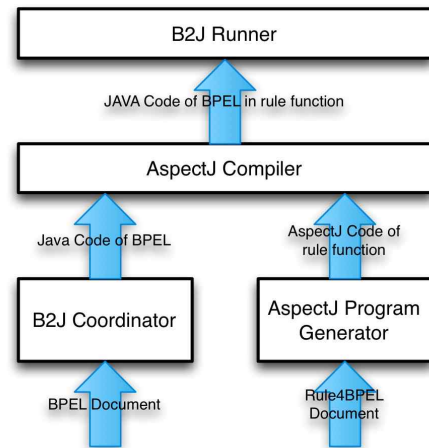 B2J Runner
JAVA Code of BPEL in rule function
AspectJ Compiler
Java Code of BPEL
AspectJ Code of
rule function
B2J Coordinator
AspectJ Program
Generator
BPEL Document
Rule4BPEL
Document